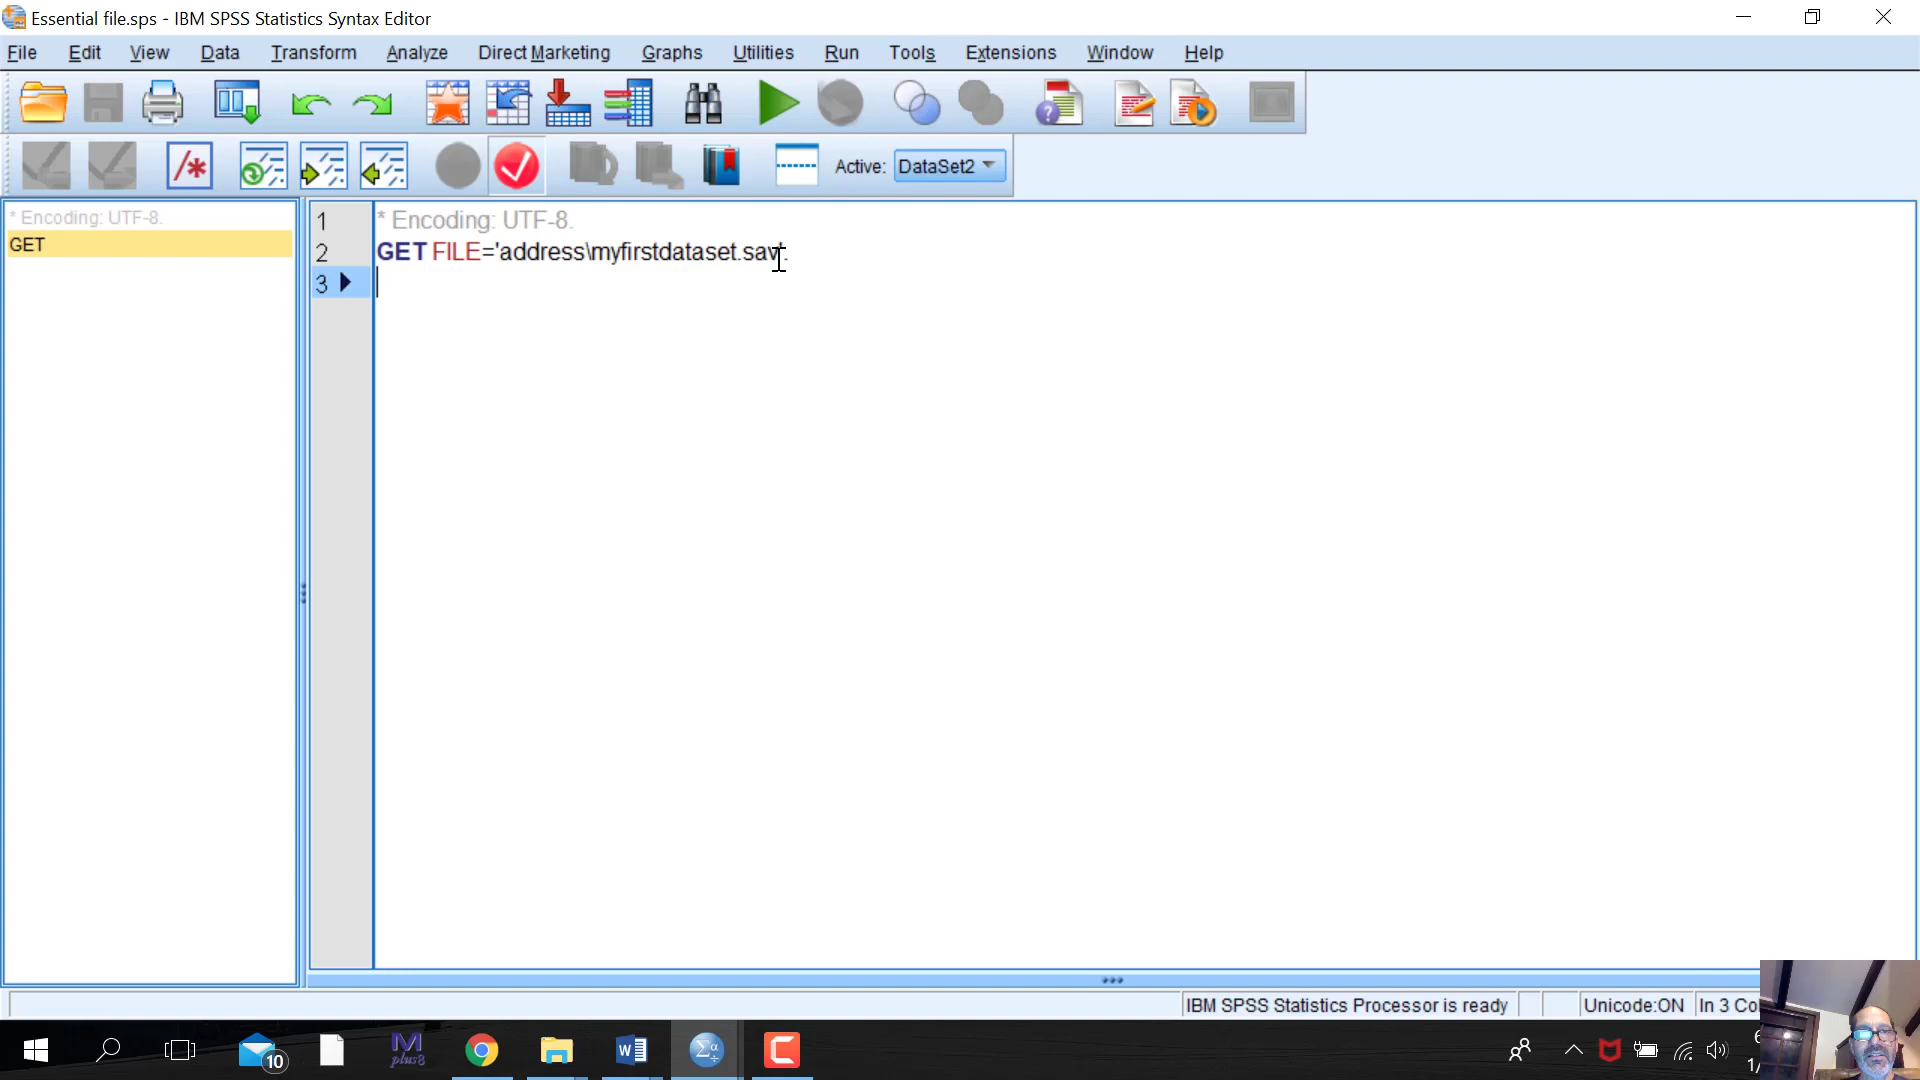 Essential file.sps - IBM SPSS Statistics Syntax Editor
File Edit View Data Transform Analyze Direct Marketing Graphs Utilities Run Tools Extensions Window Help
Active: DataSet2
* Encoding: UTF-8.
GET
1 * Encoding: UTF-8.
2 GET FILE='address\myfirstdataset.sav'.
3
IBM SPSS Statistics Processor is ready Unicode:ON In 3 Co
10
M
plus8